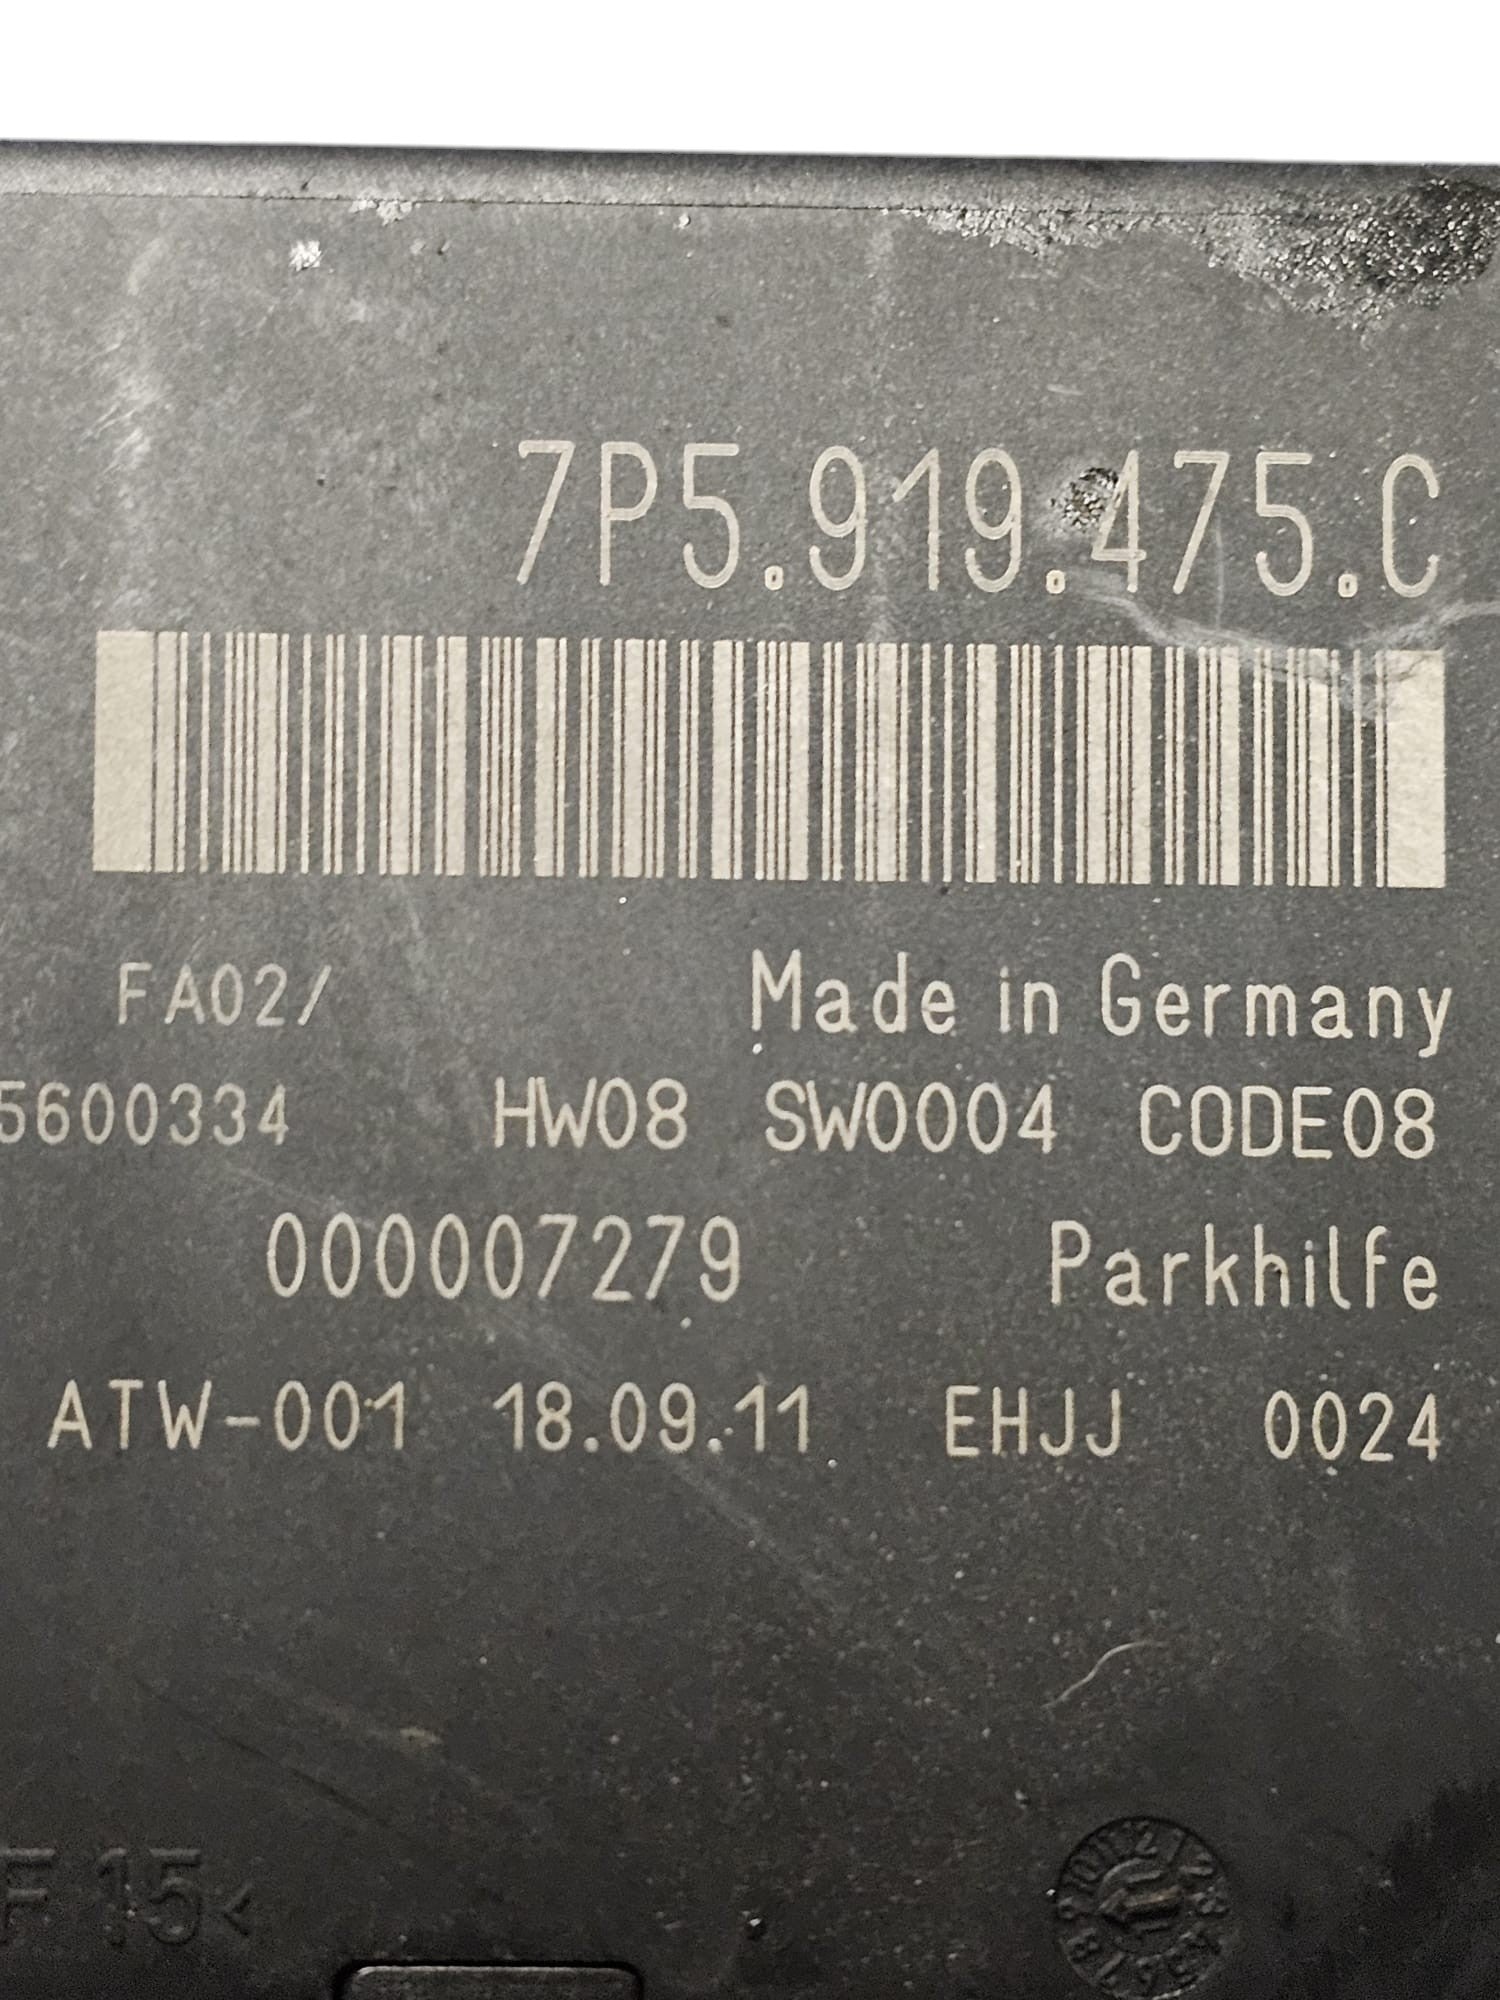 7P5.919.475.C
FA02/ Made in Germany
5600334 HW08 SW0004 CODE08
000007279 Parkhilfe
ATW-001 18.09.11 EHJJ 0024
F 15<